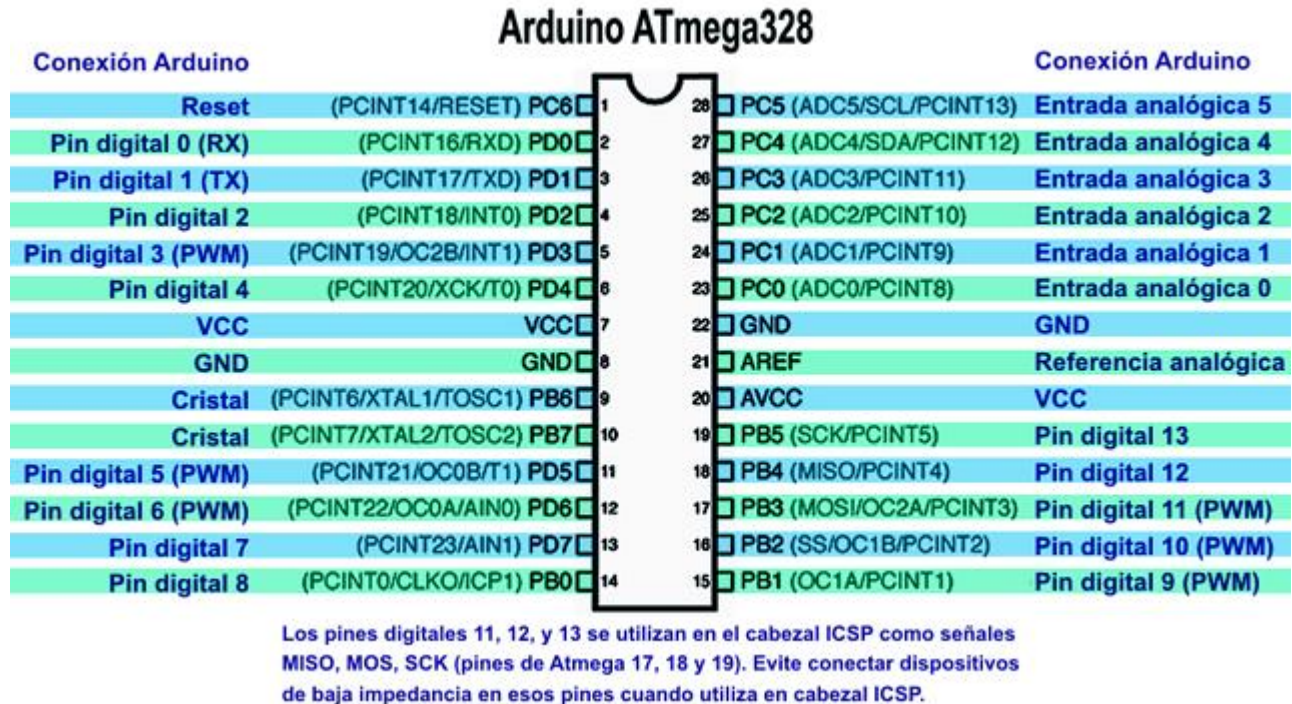 Arduino ATmega328
Conexión Arduino
Conexión Arduino
Reset (PCINT14/RESET) PC6 1 28 PC5 (ADC5/SCL/PCINT13) Entrada analógica 5
Pin digital 0 (RX) (PCINT16/RXD) PD0 2 27 PC4 (ADC4/SDA/PCINT12) Entrada analógica 4
Pin digital 1 (TX) (PCINT17/TXD) PD1 3 26 PC3 (ADC3/PCINT11) Entrada analógica 3
Pin digital 2 (PCINT18/INT0) PD2 4 25 PC2 (ADC2/PCINT10) Entrada analógica 2
Pin digital 3 (PWM) (PCINT19/OC2B/INT1) PD3 5 24 PC1 (ADC1/PCINT9) Entrada analógica 1
Pin digital 4 (PCINT20/XCK/T0) PD4 6 23 PC0 (ADC0/PCINT8) Entrada analógica 0
VCC VCC 7 22 GND GND
GND GND 8 21 AREF Referencia analógica
Cristal (PCINT6/XTAL1/TOSC1) PB6 9 20 AVCC VCC
Cristal (PCINT7/XTAL2/TOSC2) PB7 10 19 PB5 (SCK/PCINT5) Pin digital 13
Pin digital 5 (PWM) (PCINT21/OC0B/T1) PD5 11 18 PB4 (MISO/PCINT4) Pin digital 12
Pin digital 6 (PWM) (PCINT22/OC0A/AIN0) PD6 12 17 PB3 (MOSI/OC2A/PCINT3) Pin digital 11 (PWM)
Pin digital 7 (PCINT23/AIN1) PD7 13 16 PB2 (SS/OC1B/PCINT2) Pin digital 10 (PWM)
Pin digital 8 (PCINT0/CLKO/ICP1) PB0 14 15 PB1 (OC1A/PCINT1) Pin digital 9 (PWM)
Los pines digitales 11, 12, y 13 se utilizan en el cabezal ICSP como señales
MISO, MOS, SCK (pines de Atmega 17, 18 y 19). Evite conectar dispositivos
de baja impedancia en esos pines cuando utiliza en cabezal ICSP.